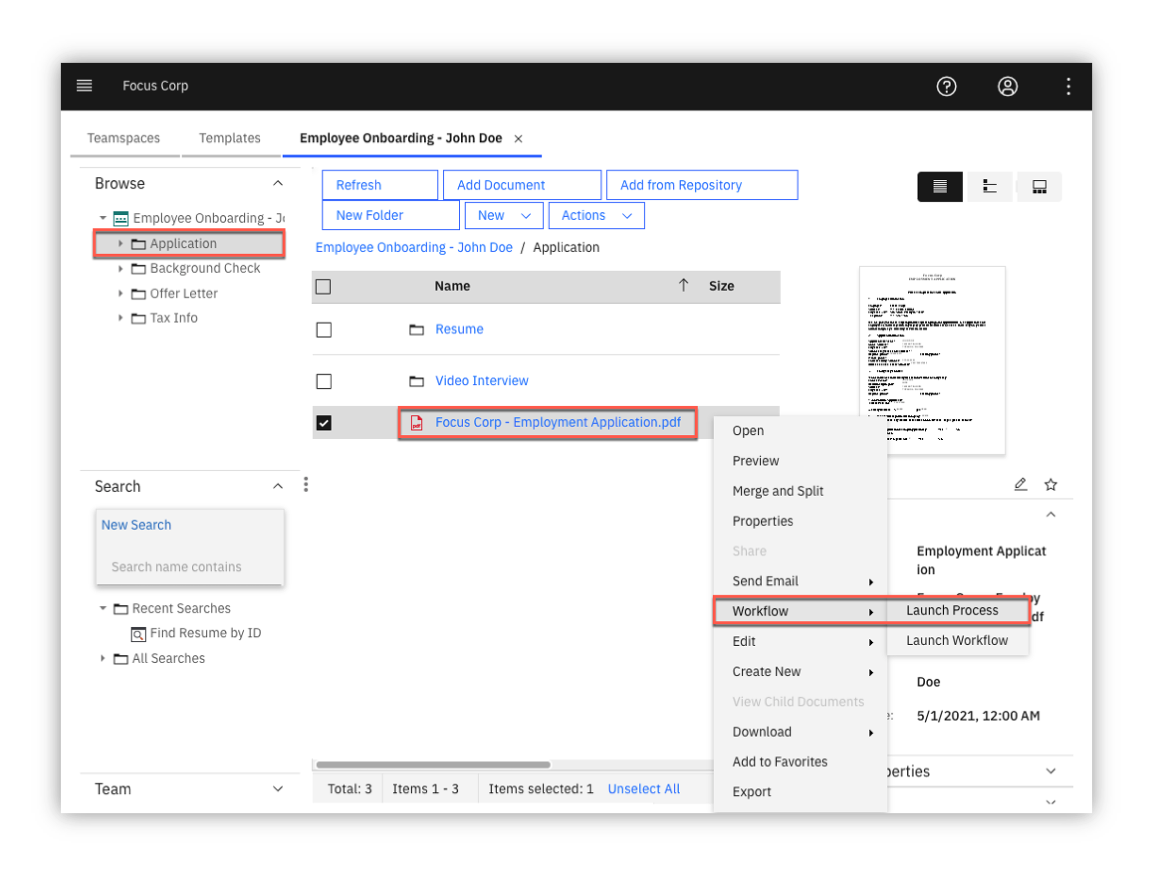 Focus Corp
Teamspaces
Templates
Employee Onboarding - John Doe
Browse
Employee Onboarding - Jo
Application
Background Check
Offer Letter
Tax Info
Search
New Search
Search name contains
Recent Searches
Find Resume by ID
All Searches
Team
Refresh
Add Document
Add from Repository
New Folder
New
Actions
Employee Onboarding - John Doe / Application
Name
Size
Resume
Video Interview
Focus Corp - Employment Application.pdf
Total: 3
Items 1 - 3
Items selected: 1
Unselect All
Open
Preview
Merge and Split
Properties
Share
Send Email
Workflow
Edit
Create New
View Child Documents
Download
Add to Favorites
Export
Launch Process
Launch Workflow
Employment Applicat
ion
Doe
5/1/2021, 12:00 AM
perties